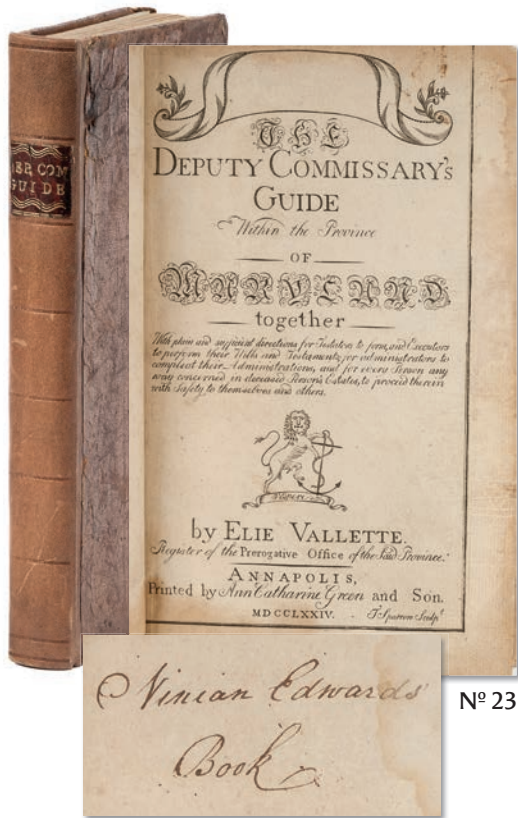 DEP. COM
GUIDE
THE
DEPUTY COMMISSARY'S
GUIDE
Within the Province
OF
MARYLAND
together
With plain and sufficient directions for Testators to form, and Executors
to perform their Wills and Testaments; for Administrators to
compleat their Administrations, and for every Person any
way concerned in deceased Person's Estates, to proceed therein
with Safety to themselves and others.
by ELIE VALLETTE.
Register of the Prerogative Office of the said Province.
ANNAPOLIS,
Printed by Ann Catharine Green and Son.
MDCCLXXIV. T. Sparrow Sculpt
Ninian Edwards'
Book
Nº 23